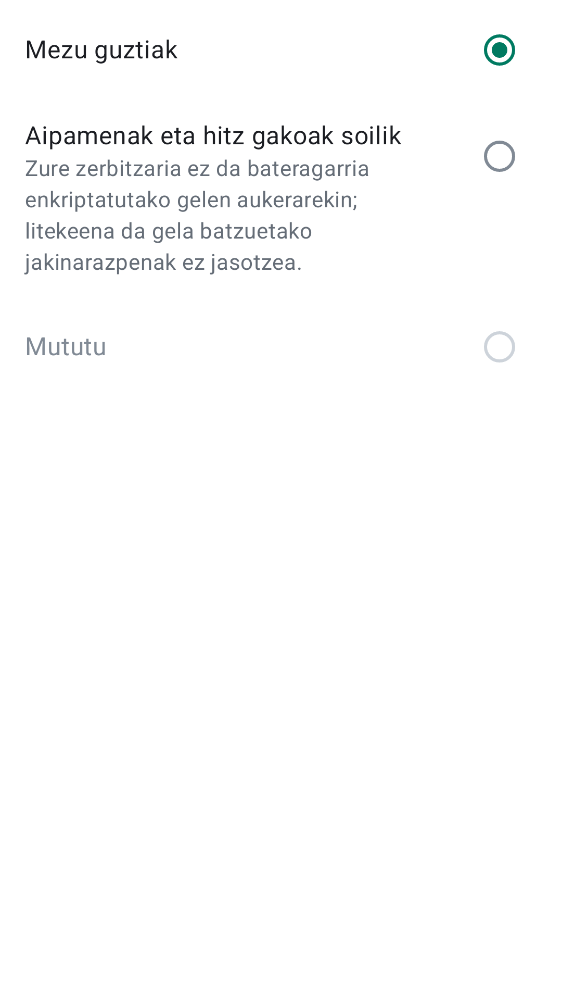 Mezu guztiak
Aipamenak eta hitz gakoak soilik
Zure zerbitzaria ez da bateragarria
enkriptatutako gelen aukerarekin;
litekeena da gela batzuetako
jakinarazpenak ez jasotzea.
Mututu